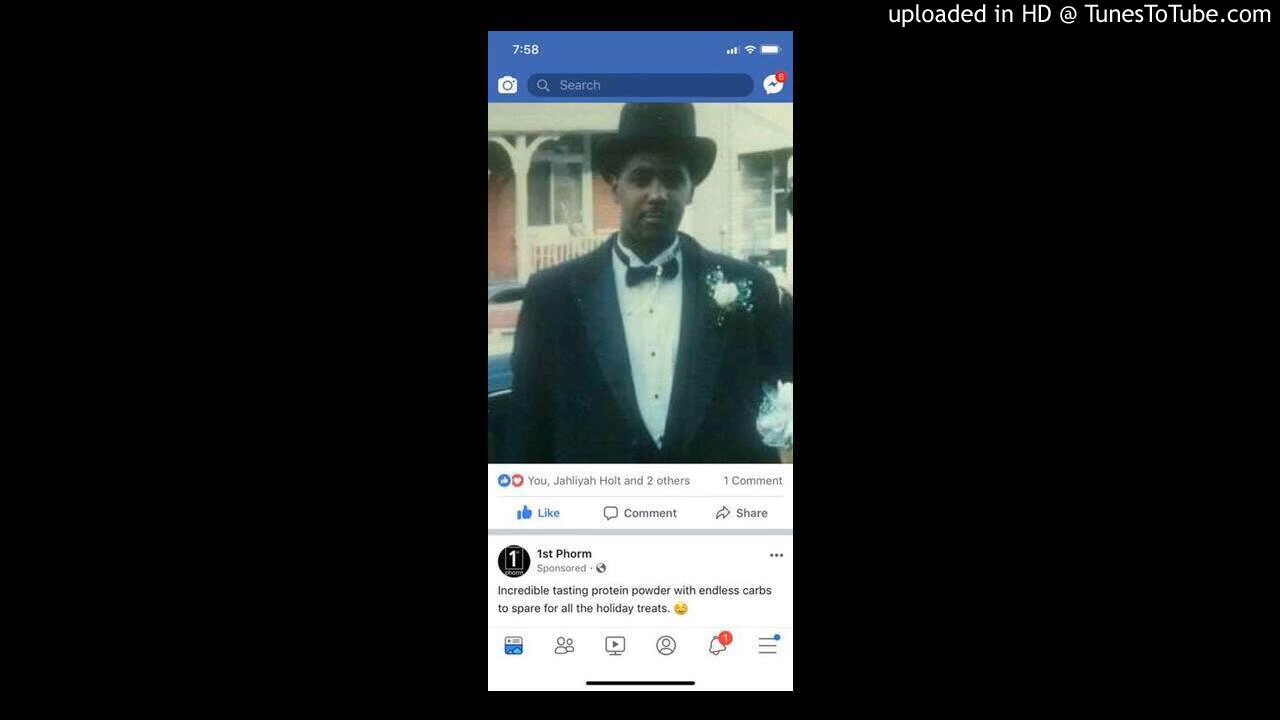 uploaded in HD @ TunesToTube.com
7:58
Search
6
You, Jahliyah Holt and 2 others 1 Comment
Like Comment Share
1st Phorm
Sponsored ·
1st
phorm
Incredible tasting protein powder with endless carbs
to spare for all the holiday treats. 😋
1